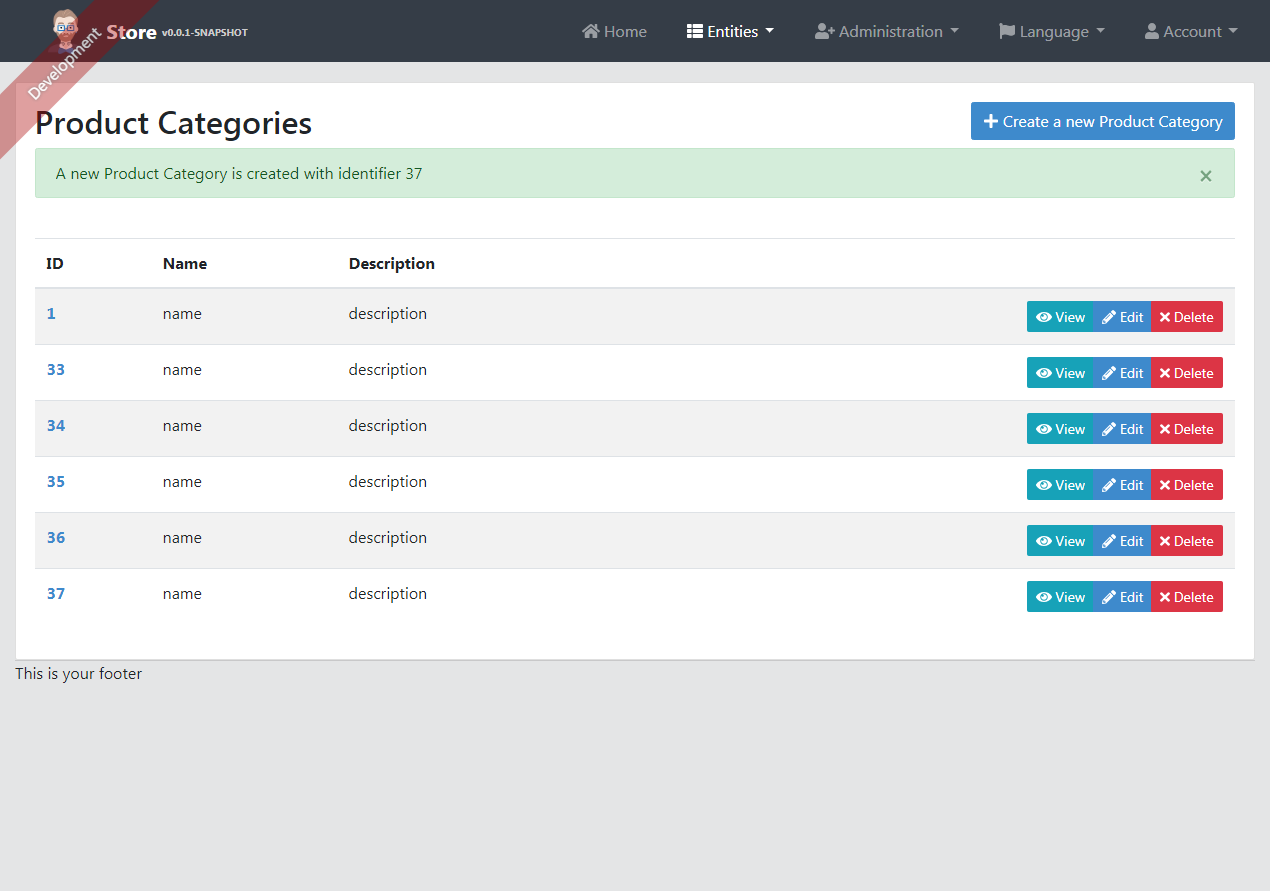 Store v0.0.1-SNAPSHOT Home Entities Administration Language Account
Development
Product Categories Create a new Product Category
A new Product Category is created with identifier 37 ×
ID Name Description
1 name description View Edit Delete
33 name description View Edit Delete
34 name description View Edit Delete
35 name description View Edit Delete
36 name description View Edit Delete
37 name description View Edit Delete
This is your footer